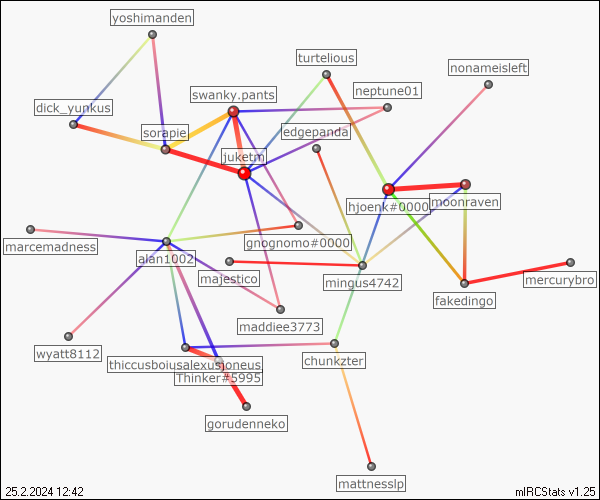 yoshimanden
turtelious
nonameisleft
neptune01
swanky.pants
dick_yunkus
sorapie
edgepanda
juketm
hjoenk#0000
moonraven
marcemadness
alan1002
gnognomo#0000
majestico
mingus4742
mercurybro
fakedingo
maddiee3773
wyatt8112
chunkzter
thiccusboiusalexusjoneus
Thinker#5995
gorudenneko
mattnesslp
25.2.2024 12:42
mIRCStats v1.25